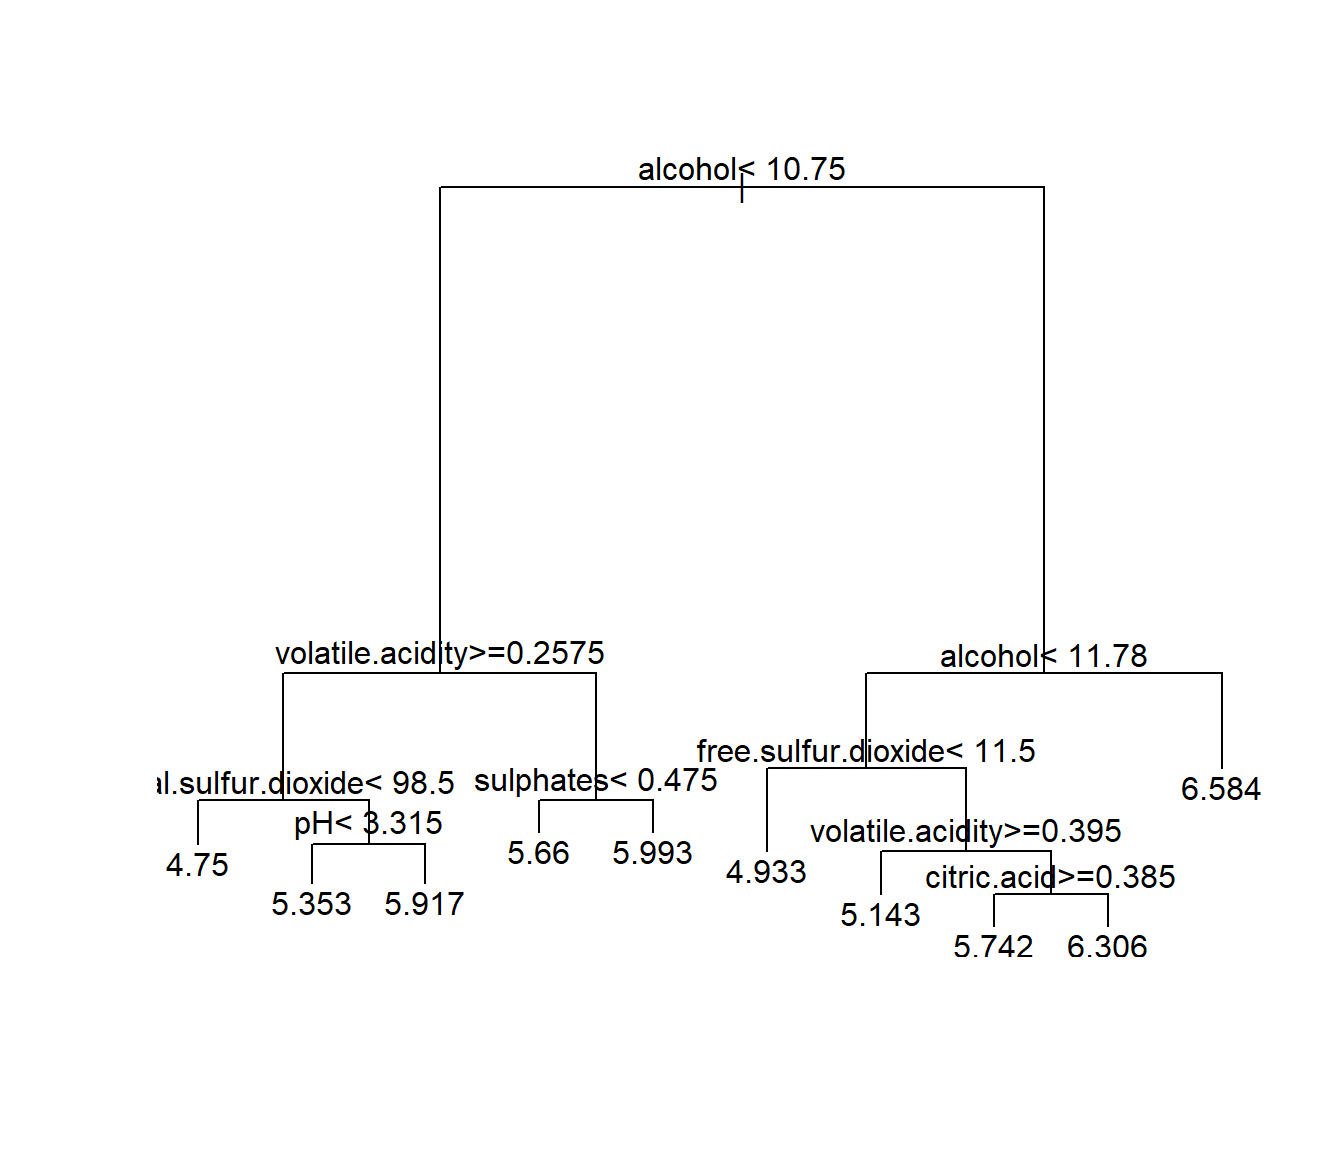 alcohol< 10.75
volatile.acidity>=0.2575
alcohol< 11.78
free.sulfur.dioxide< 11.5
al.sulfur.dioxide< 98.5
sulphates< 0.475
6.584
pH< 3.315
volatile.acidity>=0.395
4.75
5.66
5.993
4.933
citric.acid>=0.385
5.353
5.917
5.143
5.742
6.306